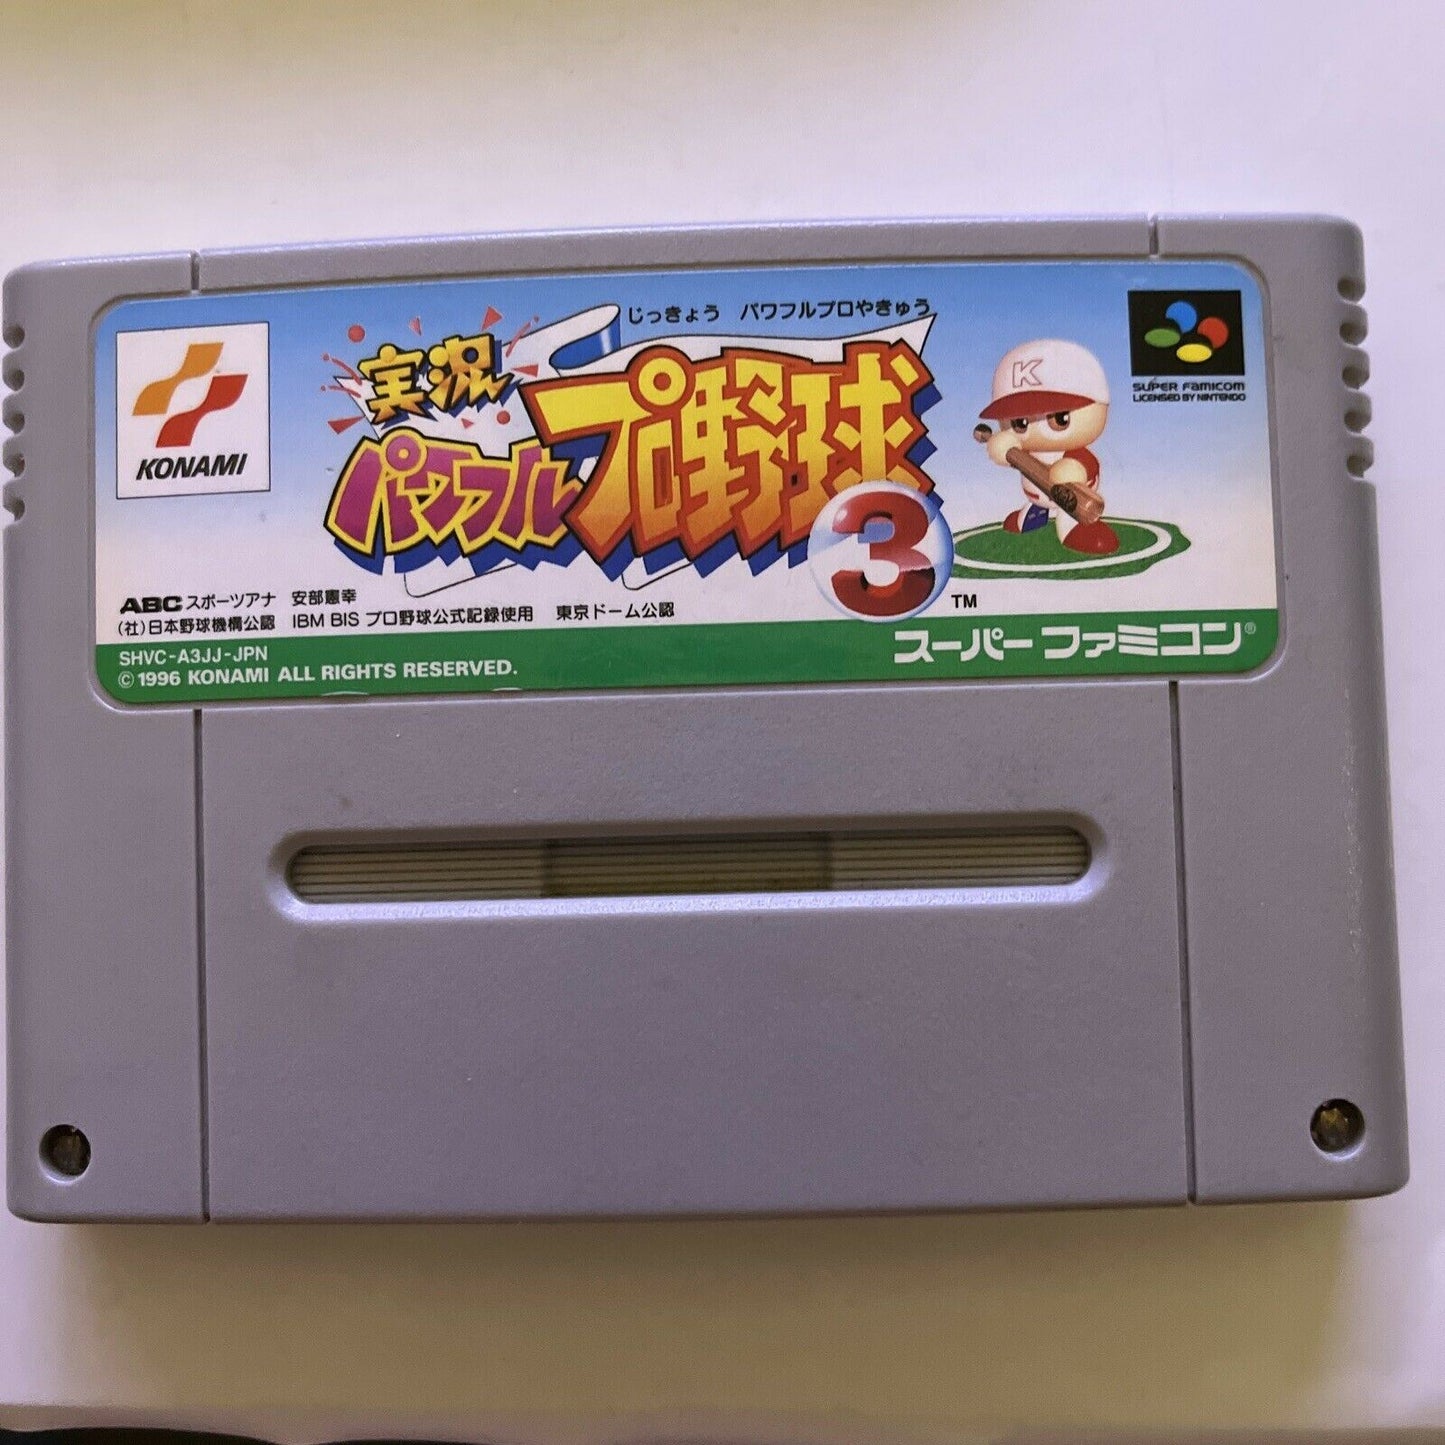 じっきょう パワフルプロやきゅう
実況
パワフル
プロ野球
3
TM
KONAMI
K
SUPER FAMICOM
LICENSED BY NINTENDO
ABC スポーツアナ 安部憲幸
(社)日本野球機構公認 IBM BIS プロ野球公式記録使用 東京ドーム公認
SHVC-A3JJ-JPN
© 1996 KONAMI ALL RIGHTS RESERVED.
スーパー ファミコン®